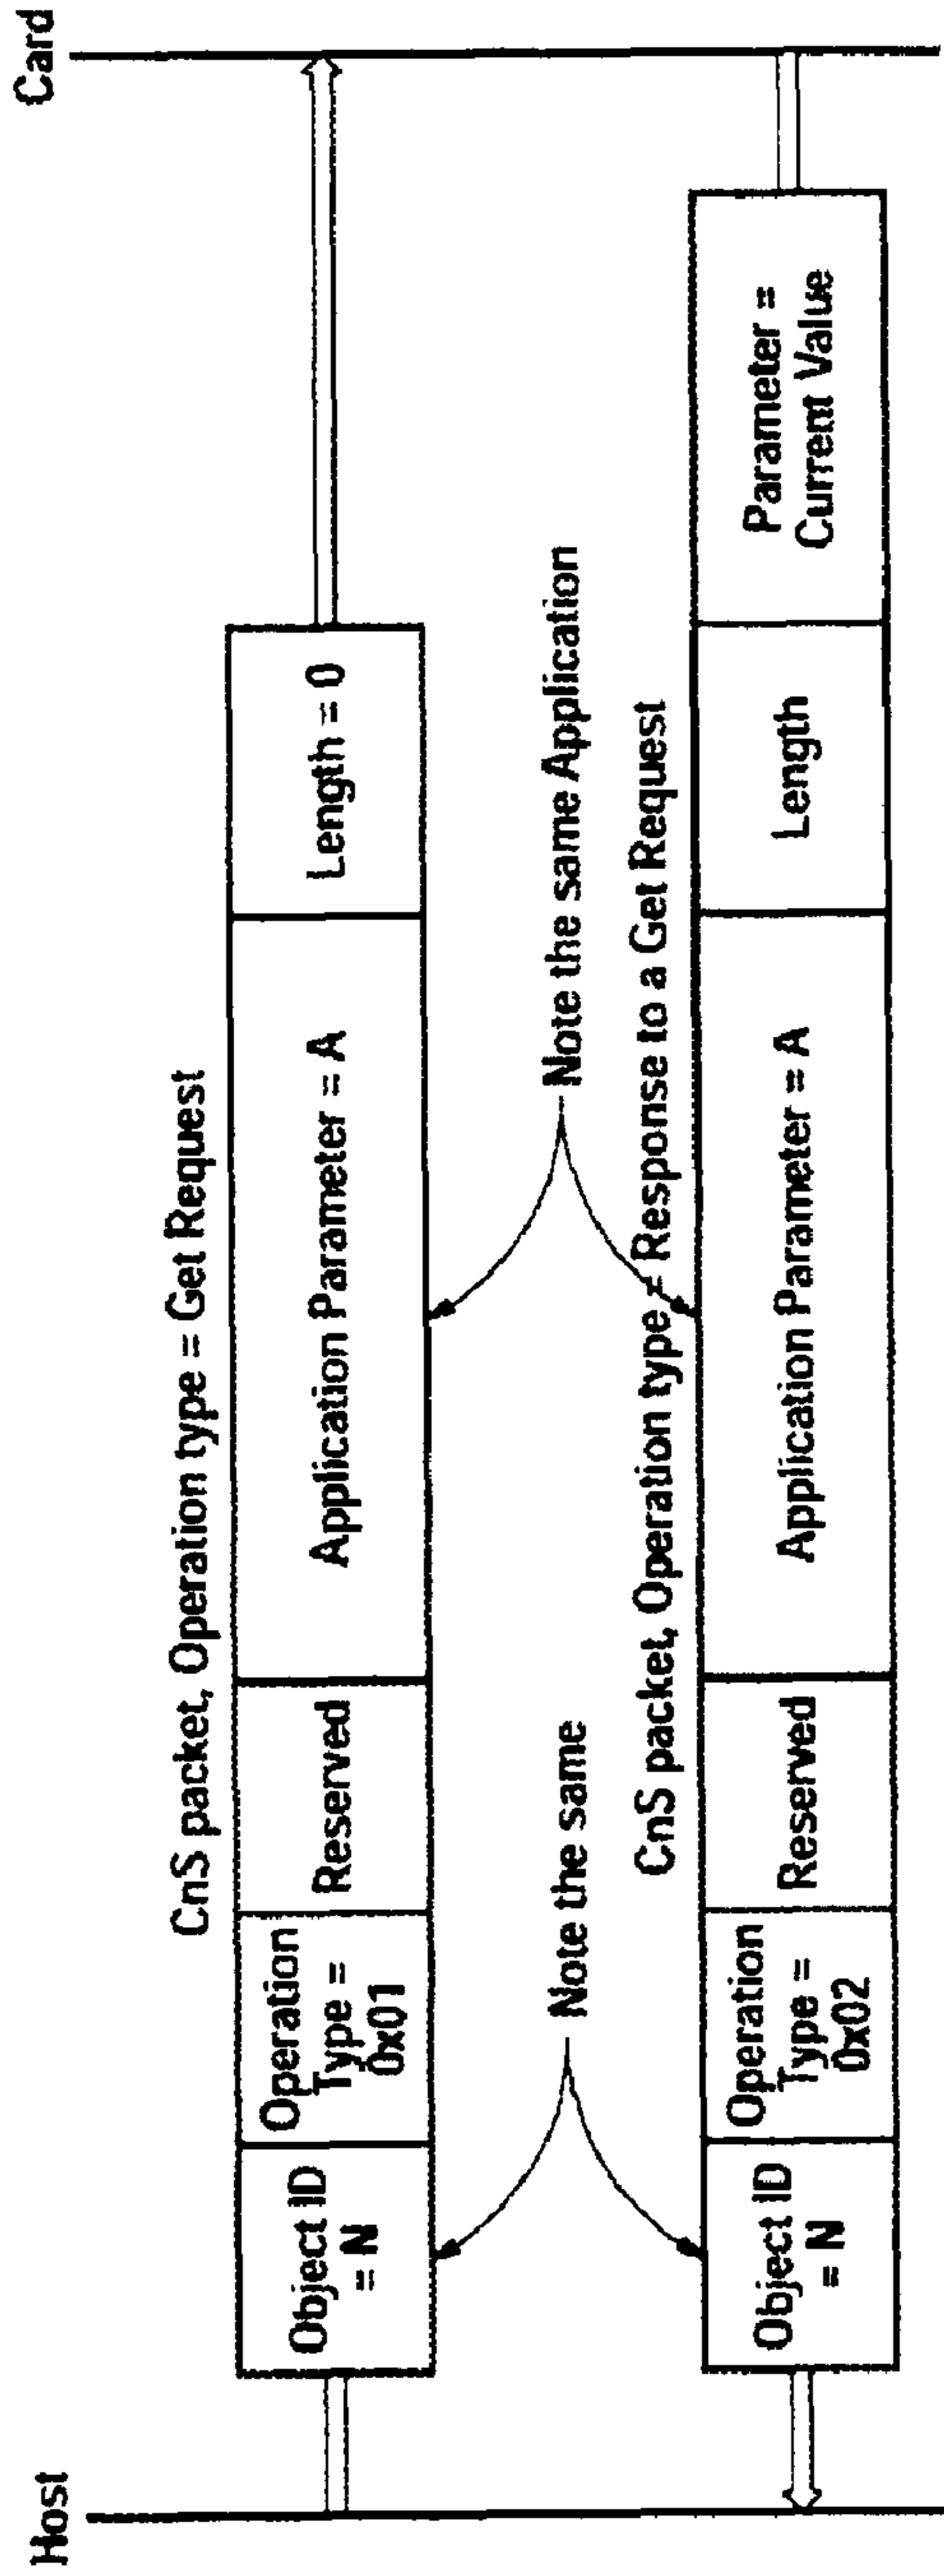 Host
Card
CnS packet, Operation type = Get Request
Object ID
= N
Operation
Type =
0x01
Reserved
Application Parameter = A
Length = 0
Note the same
Note the same Application
CnS packet, Operation type = Response to a Get Request
Object ID
= N
Operation
Type =
0x02
Reserved
Application Parameter = A
Length
Parameter =
Current Value